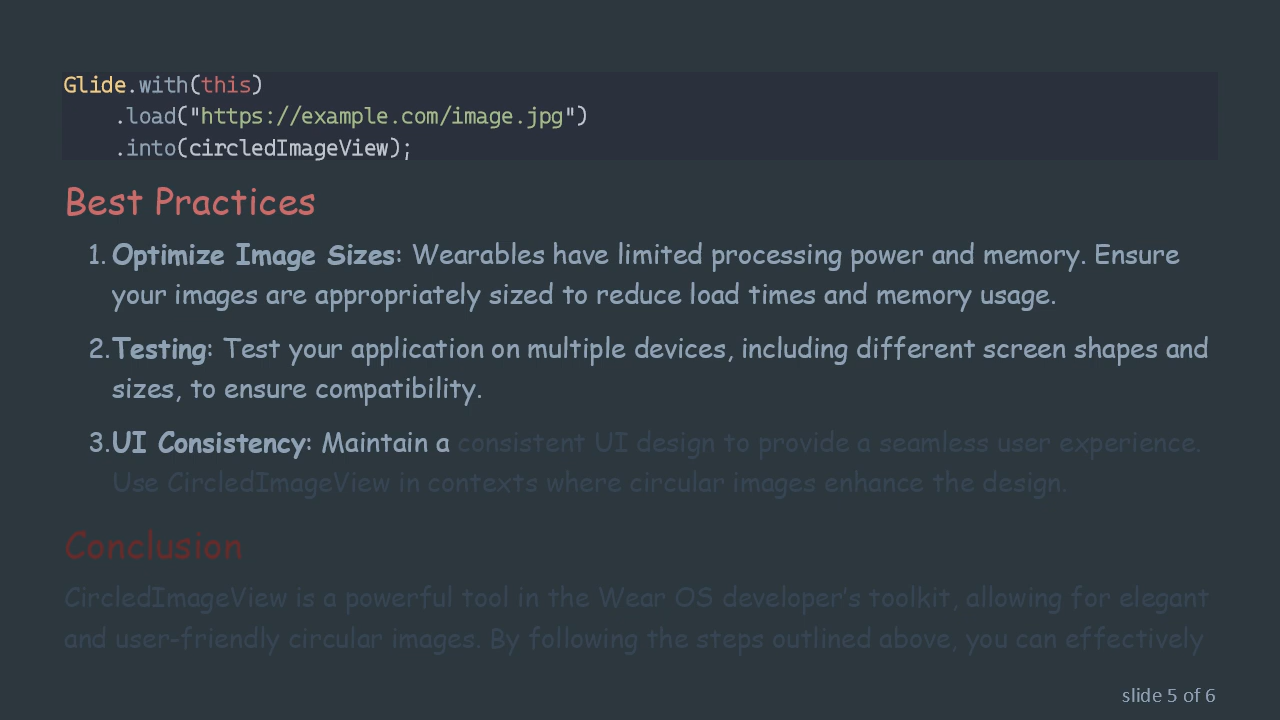 Glide.with(this)
    .load("https://example.com/image.jpg")
    .into(circledImageView);
Best Practices
1. Optimize Image Sizes: Wearables have limited processing power and memory. Ensure
your images are appropriately sized to reduce load times and memory usage.
2. Testing: Test your application on multiple devices, including different screen shapes and
sizes, to ensure compatibility.
3. UI Consistency: Maintain a consistent UI design to provide a seamless user experience.
Use CircledImageView in contexts where circular images enhance the design.
Conclusion
CircledImageView is a powerful tool in the Wear OS developer's toolkit, allowing for elegant
and user-friendly circular images. By following the steps outlined above, you can effectively
slide 5 of 6